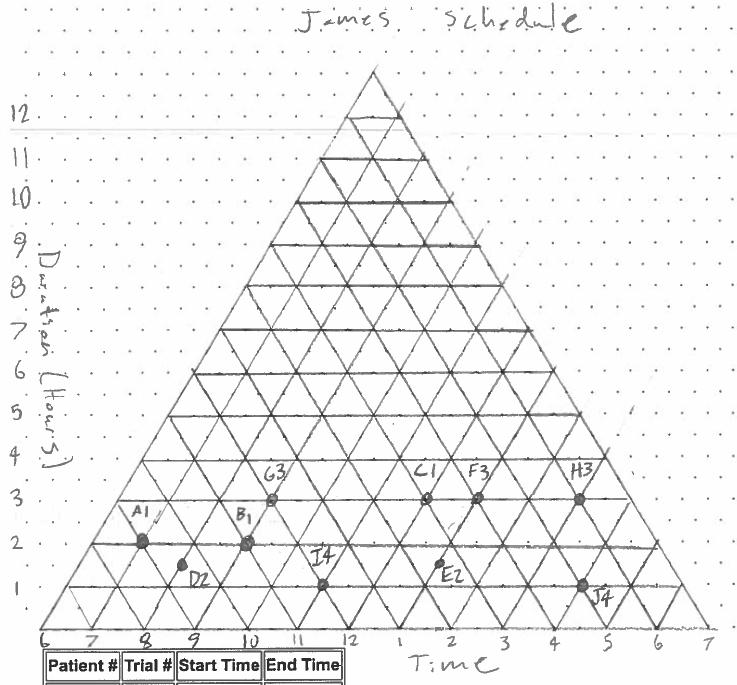 James Schedule
12
11
10
9
8
7
6
5
4
3
2
1
Duration (Hours)
G3 C1 F3 H3
A1 B1
D2 I4 E2 J4
6 7 8 9 10 11 12 1 2 3 4 5 6 7
Time
Patient # Trial # Start Time End Time